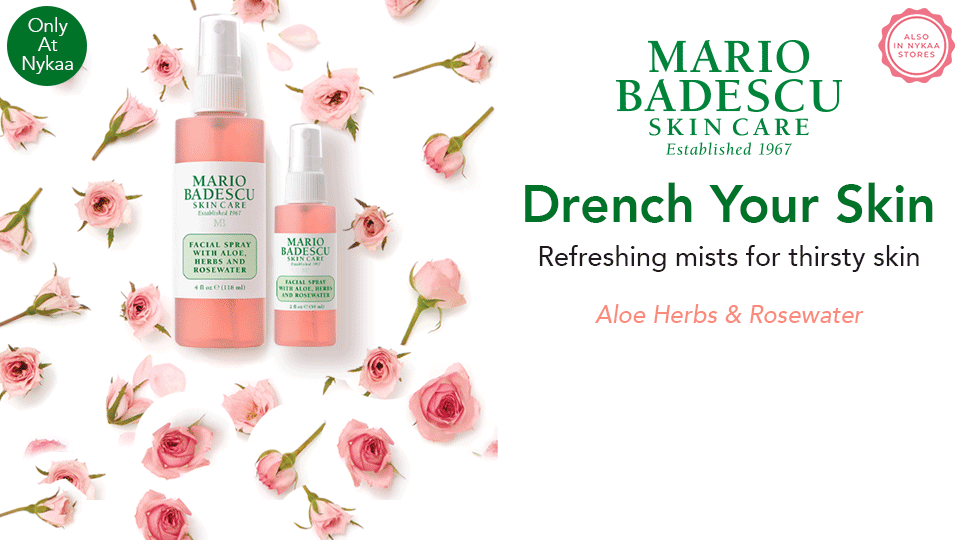 Only
At
Nykaa
ALSO
IN NYKAA
STORES
MARIO
BADESCU
SKIN CARE
Established 1967
Drench Your Skin
Refreshing mists for thirsty skin
Aloe Herbs & Rosewater
MARIO
BADESCU
SKIN CARE
Established 1967
FACIAL SPRAY
WITH ALOE,
HERBS AND
ROSEWATER
4 fl oz ℮ (118 ml)
MARIO
BADESCU
SKIN CARE
Established 1967
FACIAL SPRAY
WITH ALOE, HERBS
AND ROSEWATER
2 fl oz ℮ (59 ml)